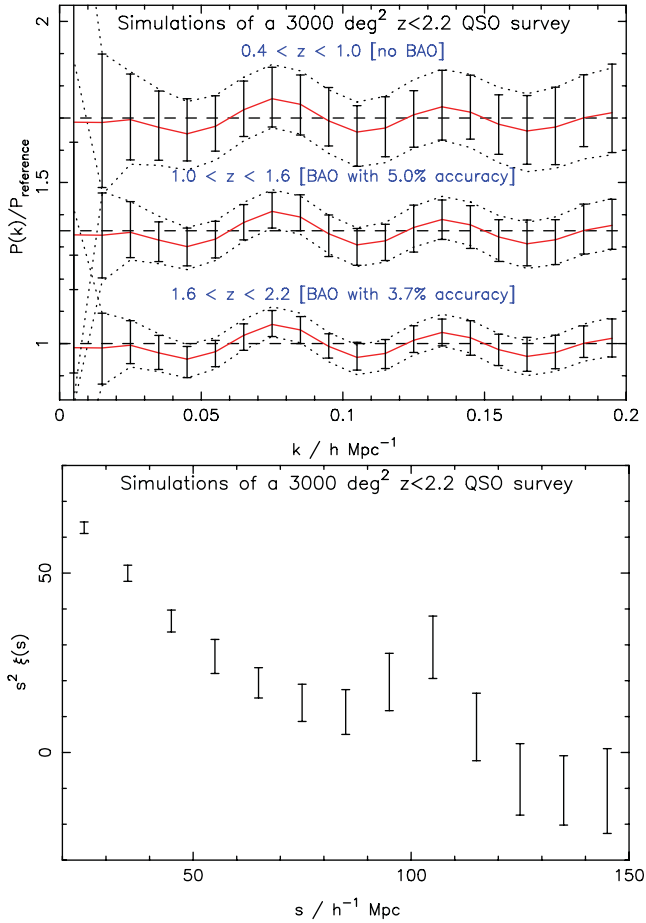 Simulations of a 3000 deg² z<2.2 QSO survey
0.4 < z < 1.0 [no BAO]
1.0 < z < 1.6 [BAO with 5.0% accuracy]
1.6 < z < 2.2 [BAO with 3.7% accuracy]
P(k)/P_reference
2
1.5
1
0
0.05
0.1
0.15
0.2
k / h Mpc⁻¹
Simulations of a 3000 deg² z<2.2 QSO survey
s² ξ(s)
50
0
50
100
150
s / h⁻¹ Mpc